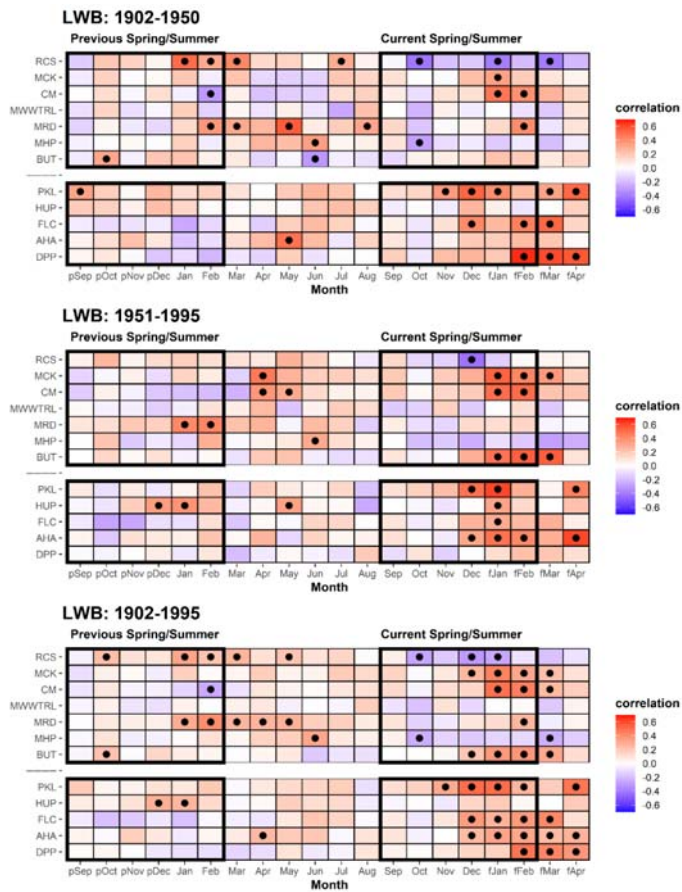 LWB: 1902-1950
Previous Spring/Summer Current Spring/Summer
RCS
MCK
CM
MWWTRL
MRD
MHP
BUT
PKL
HUP
FLC
AHA
DPP
correlation
0.6
0.4
0.2
0.0
-0.2
-0.4
-0.6
pSep pOct pNov pDec Jan Feb Mar Apr May Jun Jul Aug Sep Oct Nov Dec fJan fFeb fMar fApr
Month
LWB: 1951-1995
Previous Spring/Summer Current Spring/Summer
RCS
MCK
CM
MWWTRL
MRD
MHP
BUT
PKL
HUP
FLC
AHA
DPP
correlation
0.6
0.4
0.2
0.0
-0.2
-0.4
-0.6
pSep pOct pNov pDec Jan Feb Mar Apr May Jun Jul Aug Sep Oct Nov Dec fJan fFeb fMar fApr
Month
LWB: 1902-1995
Previous Spring/Summer Current Spring/Summer
RCS
MCK
CM
MWWTRL
MRD
MHP
BUT
PKL
HUP
FLC
AHA
DPP
correlation
0.6
0.4
0.2
0.0
-0.2
-0.4
-0.6
pSep pOct pNov pDec Jan Feb Mar Apr May Jun Jul Aug Sep Oct Nov Dec fJan fFeb fMar fApr
Month